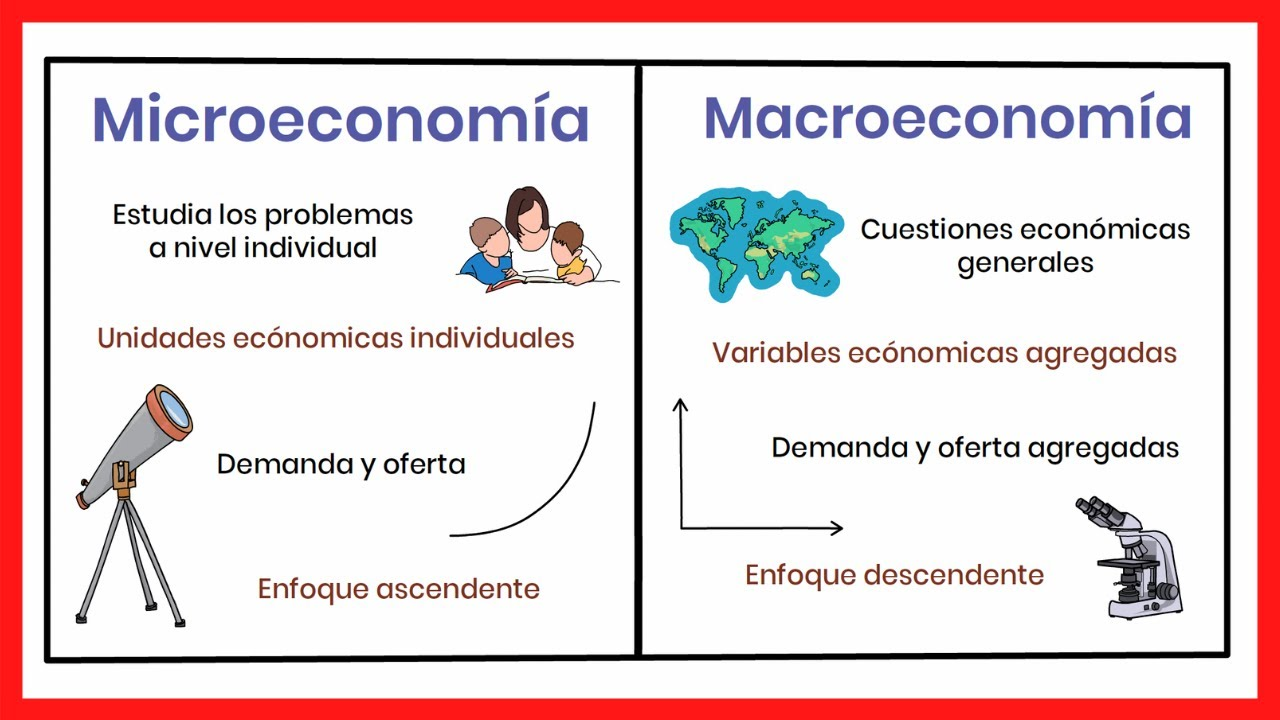 Microeconomía
Estudia los problemas
a nivel individual
Unidades ecónomicas individuales
Demanda y oferta
Enfoque ascendente
Macroeconomía
Cuestiones económicas
generales
Variables ecónomicas agregadas
Demanda y oferta agregadas
Enfoque descendente